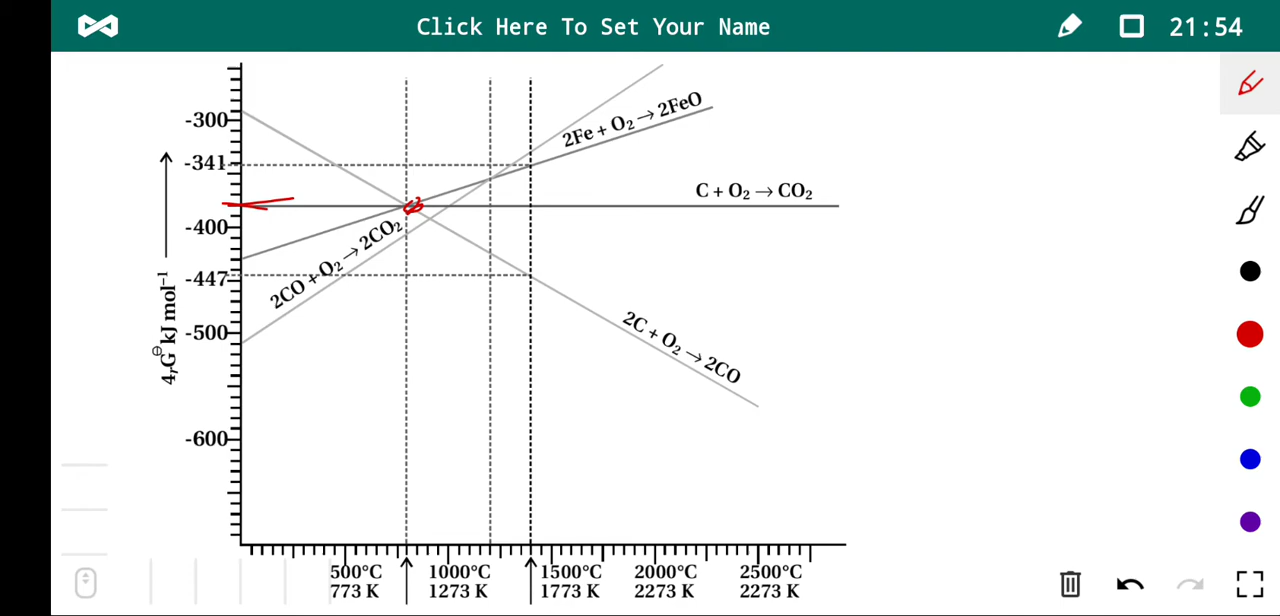 Click Here To Set Your Name
21:54
-300
-341
-400
-447
-500
-600
4rG⊖ kJ mol⁻¹
2Fe + O₂ → 2FeO
C + O₂ → CO₂
2CO + O₂ → 2CO₂
2C + O₂ → 2CO
500°C 1000°C 1500°C 2000°C 2500°C
773 K 1273 K 1773 K 2273 K 2273 K